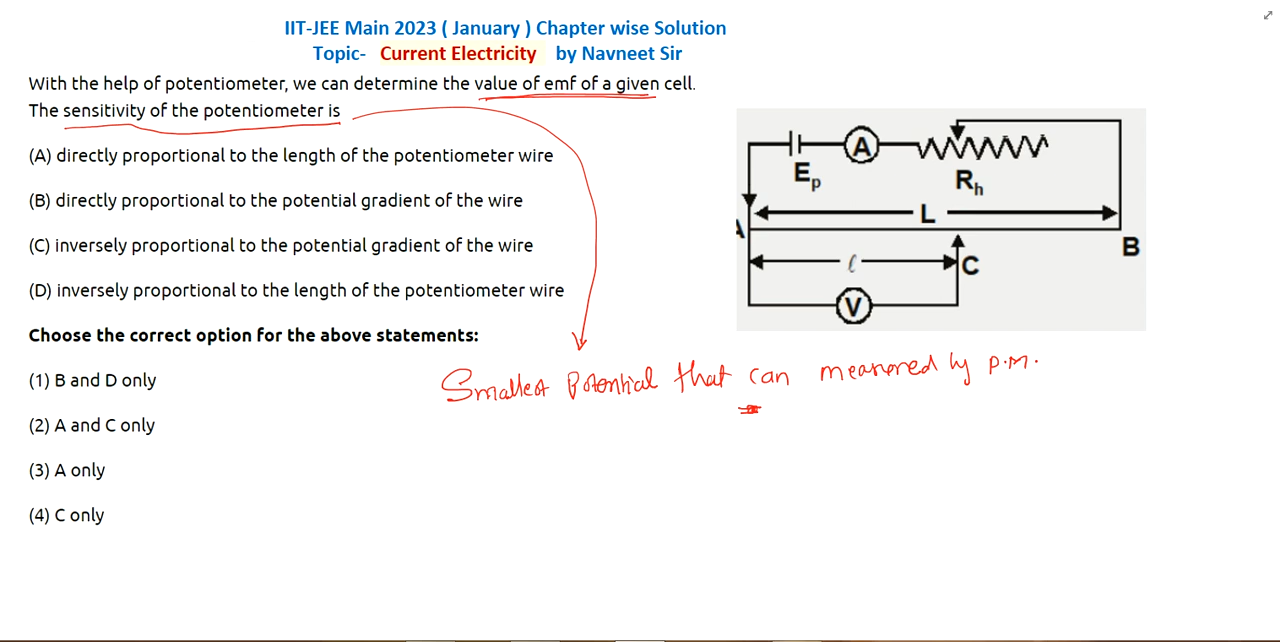 IIT-JEE Main 2023 ( January ) Chapter wise Solution
Topic- Current Electricity by Navneet Sir
With the help of potentiometer, we can determine the value of emf of a given cell.
The sensitivity of the potentiometer is
(A) directly proportional to the length of the potentiometer wire
(B) directly proportional to the potential gradient of the wire
(C) inversely proportional to the potential gradient of the wire
(D) inversely proportional to the length of the potentiometer wire
Choose the correct option for the above statements:
(1) B and D only
(2) A and C only
(3) A only
(4) C only
A
Ep
Rh
L
A
B
ℓ
C
V
Smallest Potential that can measured by P.M.